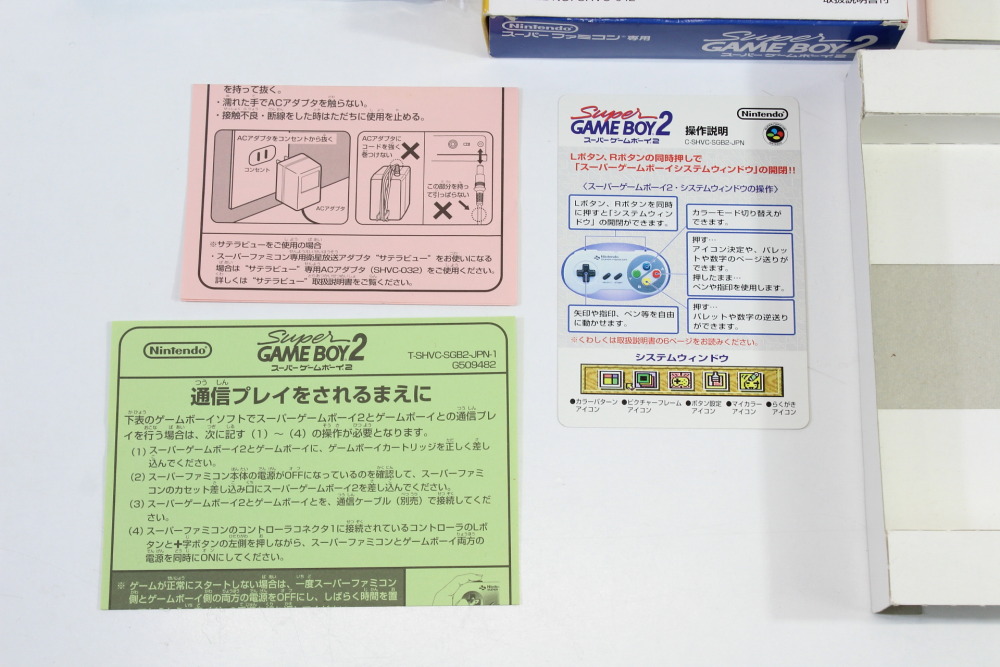 取扱説明書付
Nintendo
スーパーファミコン専用
Super
GAME BOY 2
スーパーゲームボーイ2
を持って抜く。
・濡れた手でACアダプタを触らない。
・接触不良・断線をした時はただちに使用を止める。
ACアダプタをコンセントから抜く
コンセント
ACアダプタ
ACアダプタに
コードを強く
巻つけない
この部分を持っ
て引っぱらない
※サテラビューをご使用の場合
・スーパーファミコン専用衛星放送アダプタ “サテラビュー” をお使いになる
場合は“サテラビュー” 専用ACアダプタ (SHVC-032) をご使用ください。
詳しくは “サテラビュー” 取扱説明書をご覧ください。
Nintendo
Super
GAME BOY 2
スーパーゲームボーイ2
T-SHVC-SGB2-JPN-1
G509482
通信プレイをされるまえに
下表のゲームボーイソフトでスーパーゲームボーイ2とゲームボーイとの通信プレ
イを行う場合は、次に記す (1) ～ (4) の操作が必要となります。
(1) スーパーゲームボーイ2とゲームボーイに、ゲームボーイカートリッジを正しく差し
込んでください。
(2) スーパーファミコン本体の電源がOFFになっているのを確認して、スーパーファミ
コンのカセット差し込み口にスーパーゲームボーイ2を差し込んでください。
(3) スーパーゲームボーイ2とゲームボーイとを、通信ケーブル (別売) で接続してくだ
さい。
(4) スーパーファミコンのコントローラコネクタ1に接続されているコントローラのLボ
タンと✚字ボタンの左側を押しながら、スーパーファミコンとゲームボーイ両方の
電源を同時にONにしてください。
※ ゲームが正常にスタートしない場合は、一度スーパーファミコン
側とゲームボーイ側の両方の電源をOFFにし、しばらく時間を置
Super
GAME BOY 2
スーパーゲームボーイ2
操作説明
Nintendo
C-SHVC-SGB2-JPN
Lボタン、Rボタンの同時押しで
「スーパーゲームボーイシステムウィンドウ」の開閉!!
〈スーパーゲームボーイ2・システムウィンドウの操作〉
Lボタン、Rボタンを同時
に押すと「システムウィン
ドウ」の開閉ができます。
カラーモード切り替えが
できます。
押す…
アイコン決定や、パレット
や数字のページ送りが
できます。
押したまま…
ペンや指印を使用します。
矢印や指印、ペン等を自由
に動かせます。
押す…
パレットや数字の逆送り
ができます。
※くわしくは取扱説明書の6ページをお読みください。
システムウィンドウ
●カラーパターン
アイコン
●ピクチャーフレーム
アイコン
●ボタン設定
アイコン
●マイカラー
アイコン
●らくがき
アイコン